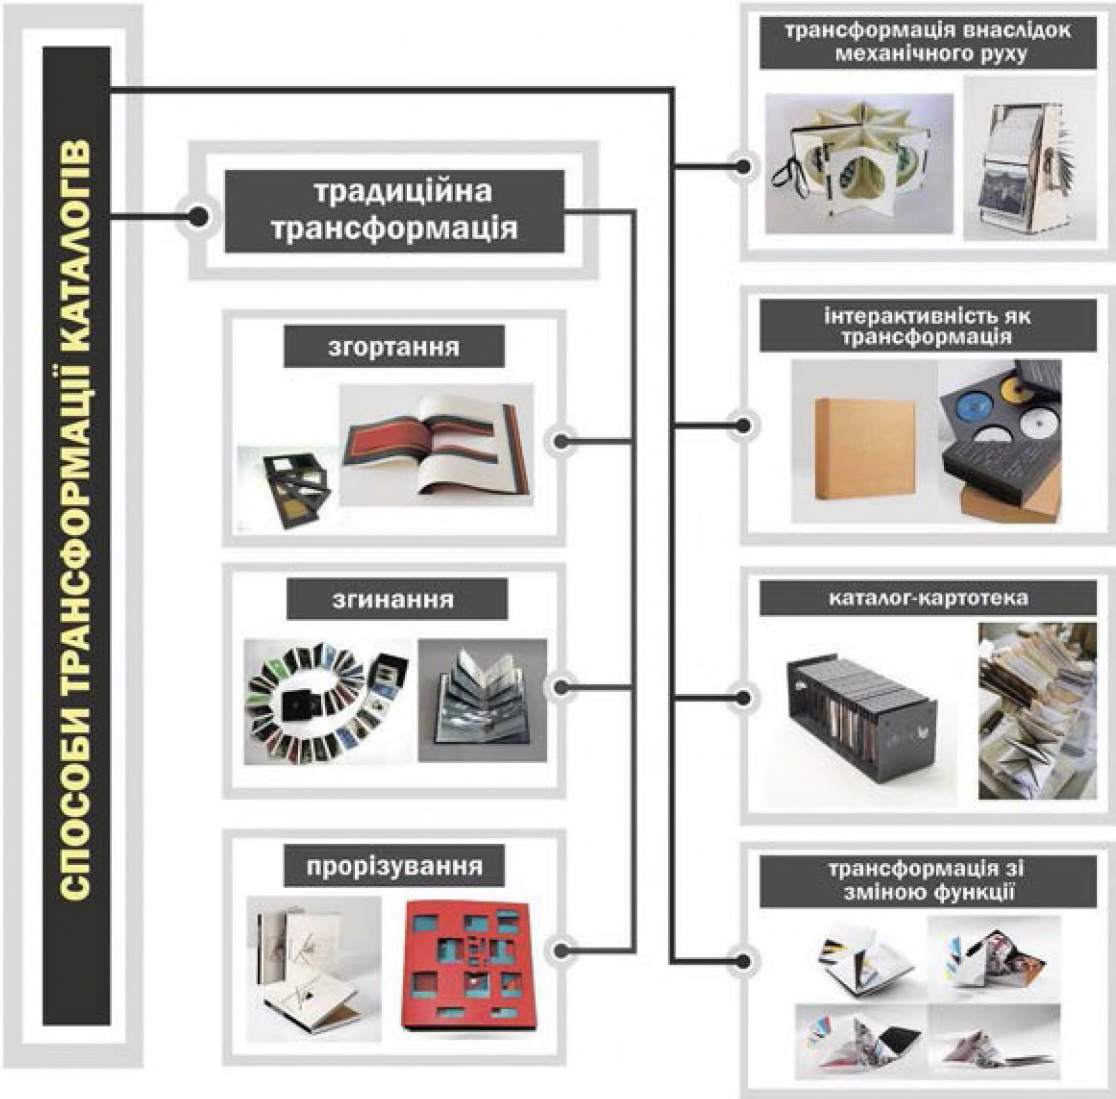 СПОСОБИ ТРАНСФОРМАЦІЇ КАТАЛОГІВ
традиційна
трансформація
згортання
згинання
прорізування
трансформація внаслідок
механічного руху
інтерактивність як
трансформація
каталог-картотека
трансформація зі
зміною функції